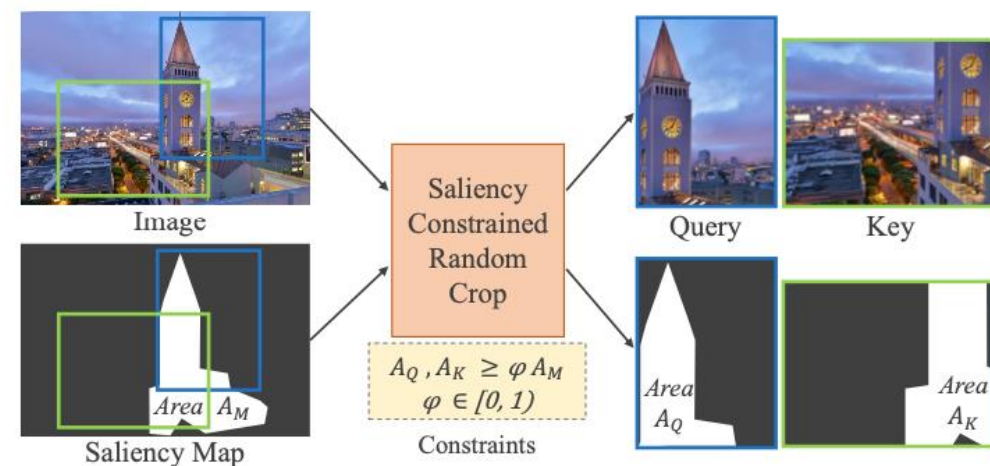 Image
Saliency Map
Area A_M
Saliency
Constrained
Random
Crop
A_Q , A_K ≥ φ A_M
φ ∈ [0, 1)
Constraints
Query
Key
Area
A_Q
Area
A_K